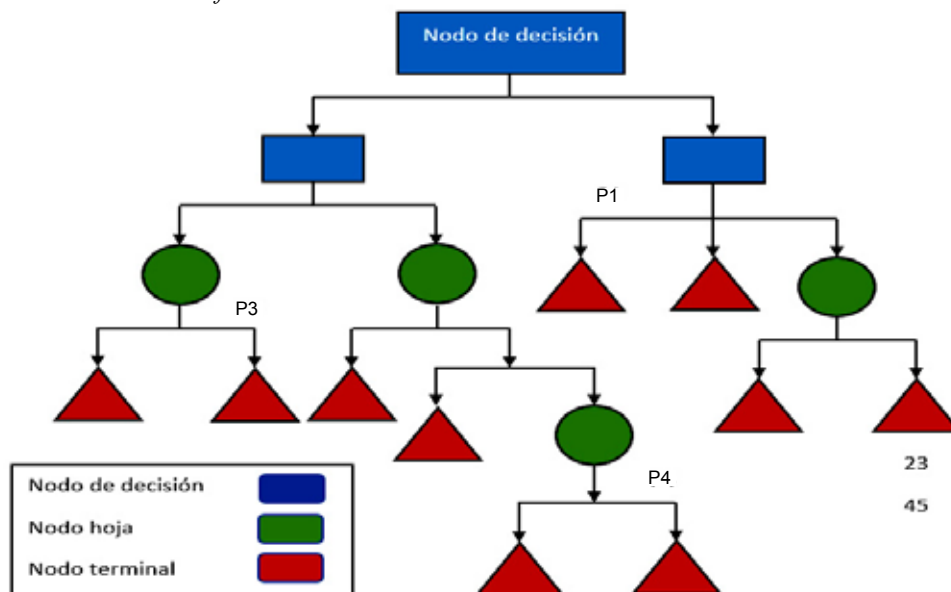 Nodo de decisión
P1
P3
23
P4
45
Nodo de decisión
Nodo hoja
Nodo terminal